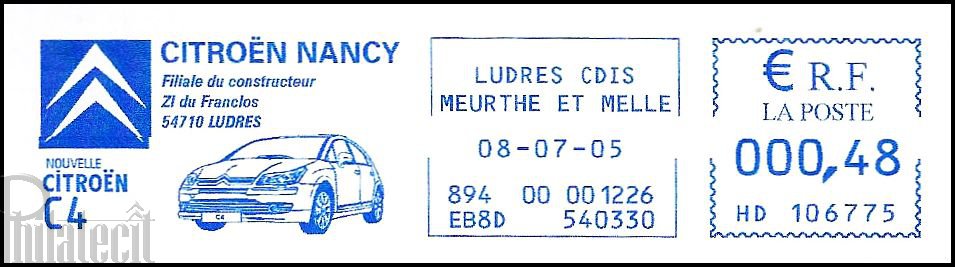 CITROËN NANCY
Filiale du constructeur
ZI du Franclos
54710 LUDRES
NOUVELLE
CITROËN
C4
C4
LUDRES CDIS
MEURTHE ET MELLE
08-07-05
894 00 001226
EB8D 540330
€ R.F.
LA POSTE
000,48
HD 106775
Philatecit